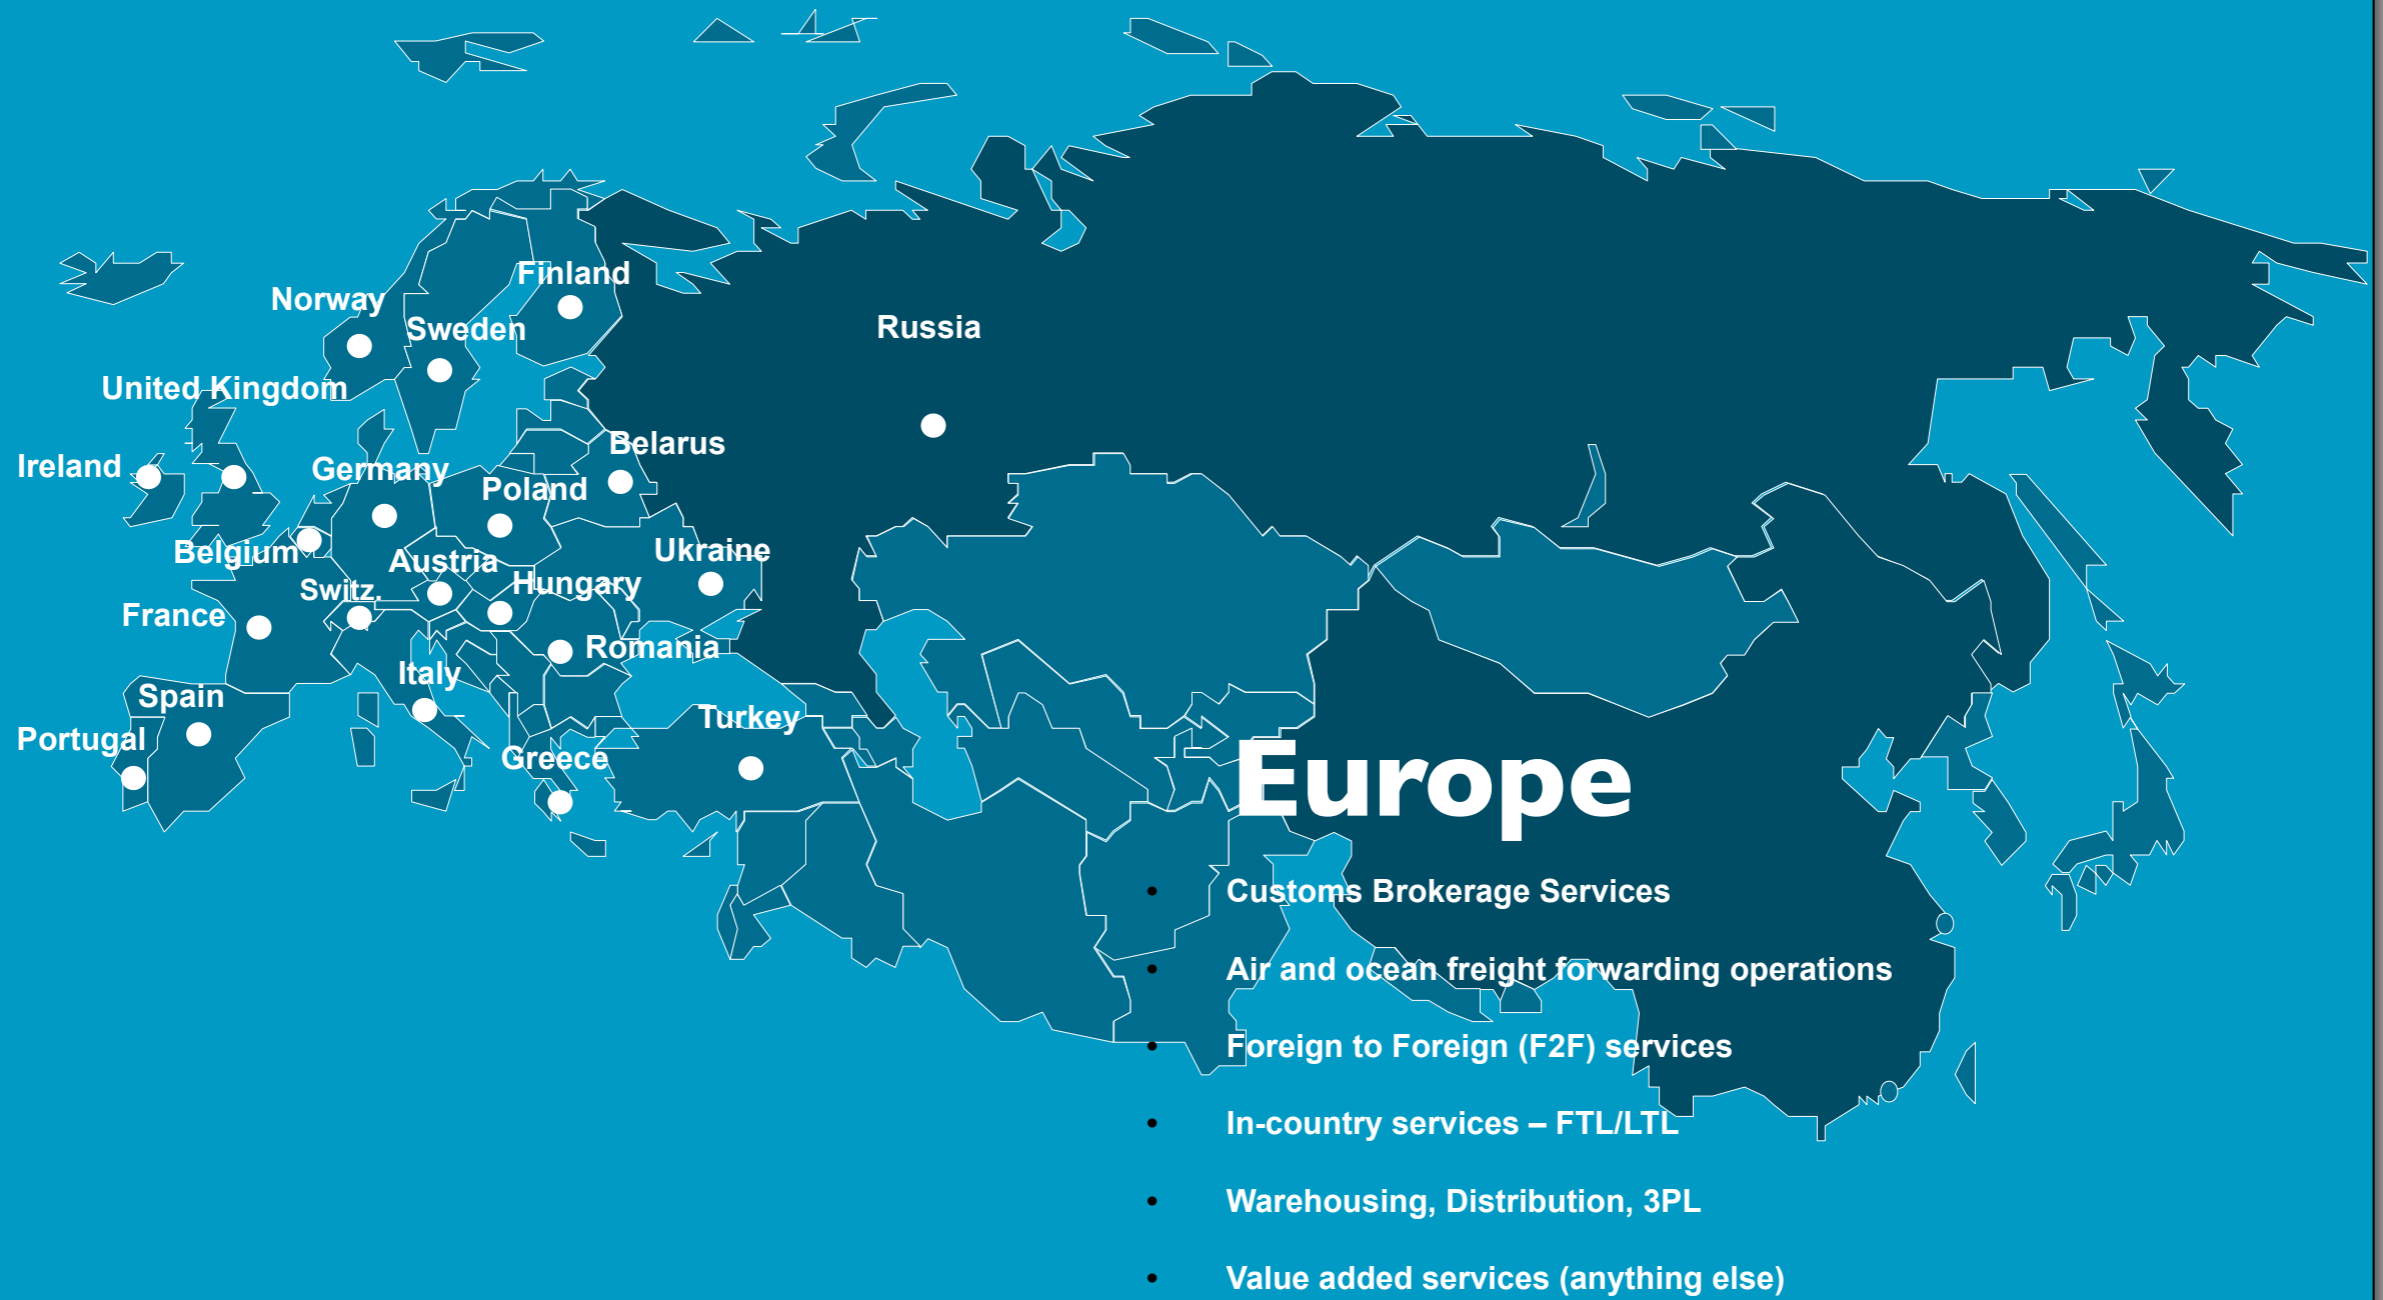 Finland
Norway
Sweden
Russia
United Kingdom
Belarus
Ireland
Germany
Poland
Belgium
Austria
Ukraine
Switz.
Hungary
France
Romania
Italy
Spain
Turkey
Portugal
Greece
Europe
• Customs Brokerage Services
• Air and ocean freight forwarding operations
• Foreign to Foreign (F2F) services
• In-country services – FTL/LTL
• Warehousing, Distribution, 3PL
• Value added services (anything else)